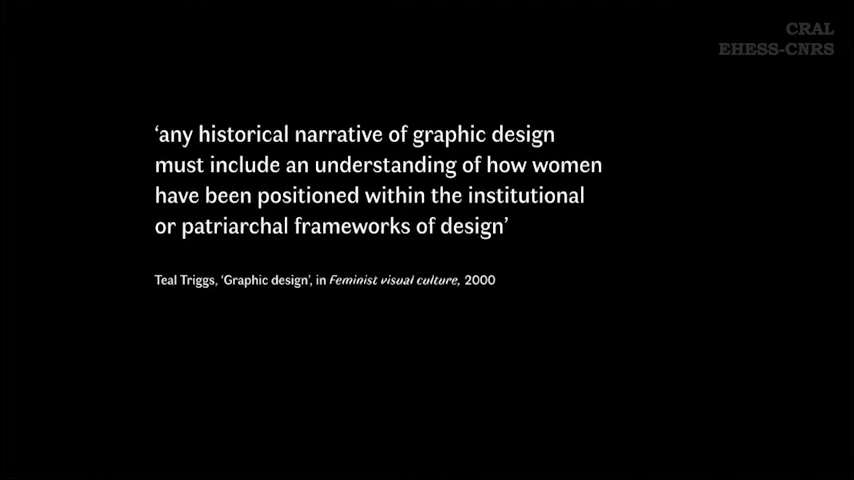 CRAL
EHESS-CNRS
‘any historical narrative of graphic design
must include an understanding of how women
have been positioned within the institutional
or patriarchal frameworks of design’
Teal Triggs, ‘Graphic design’, in Feminist visual culture, 2000